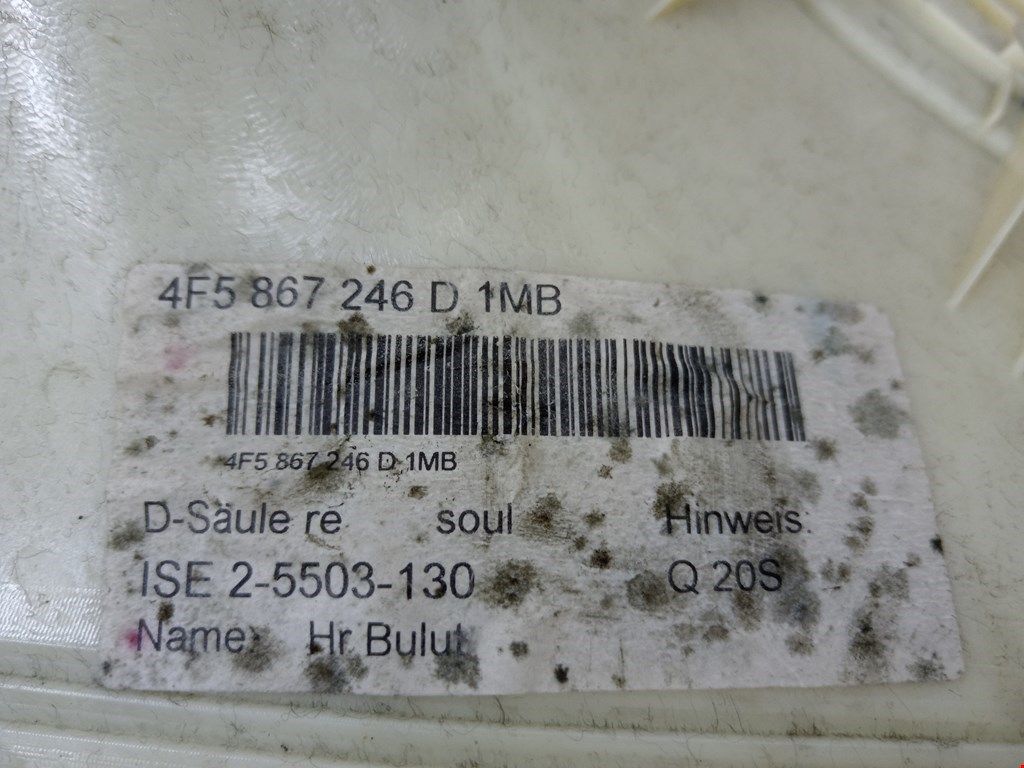 4F5 867 246 D 1MB
4F5 867 246 D 1MB
D-Säule re soul Hinweis:
ISE 2-5503-130 Q 20S
Name: Hr Bulut